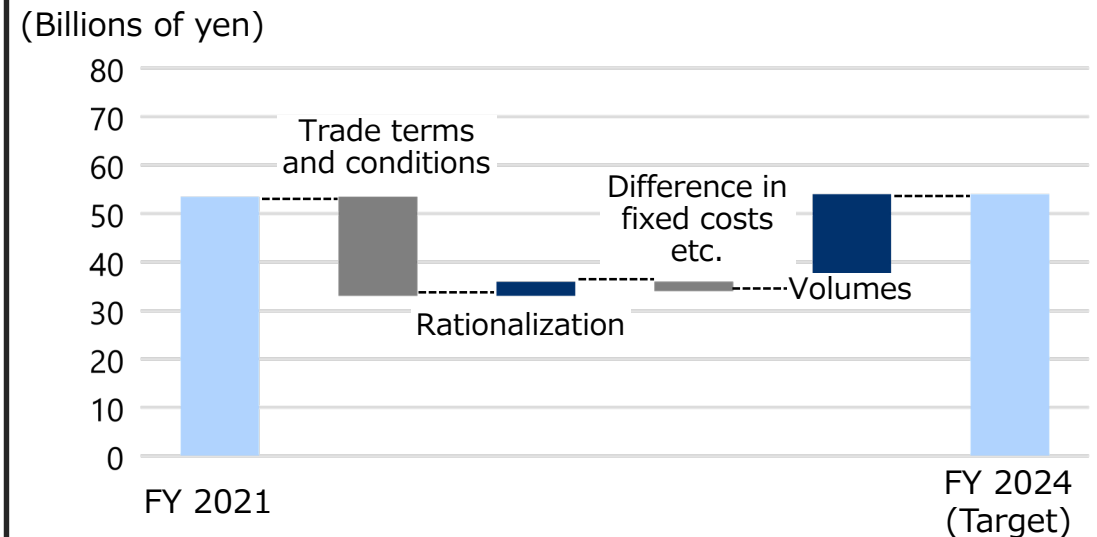 (Billions of yen)
80
70
60
50
40
30
20
10
0
Trade terms
and conditions
Rationalization
Difference in
fixed costs
etc.
Volumes
FY 2021
FY 2024
(Target)